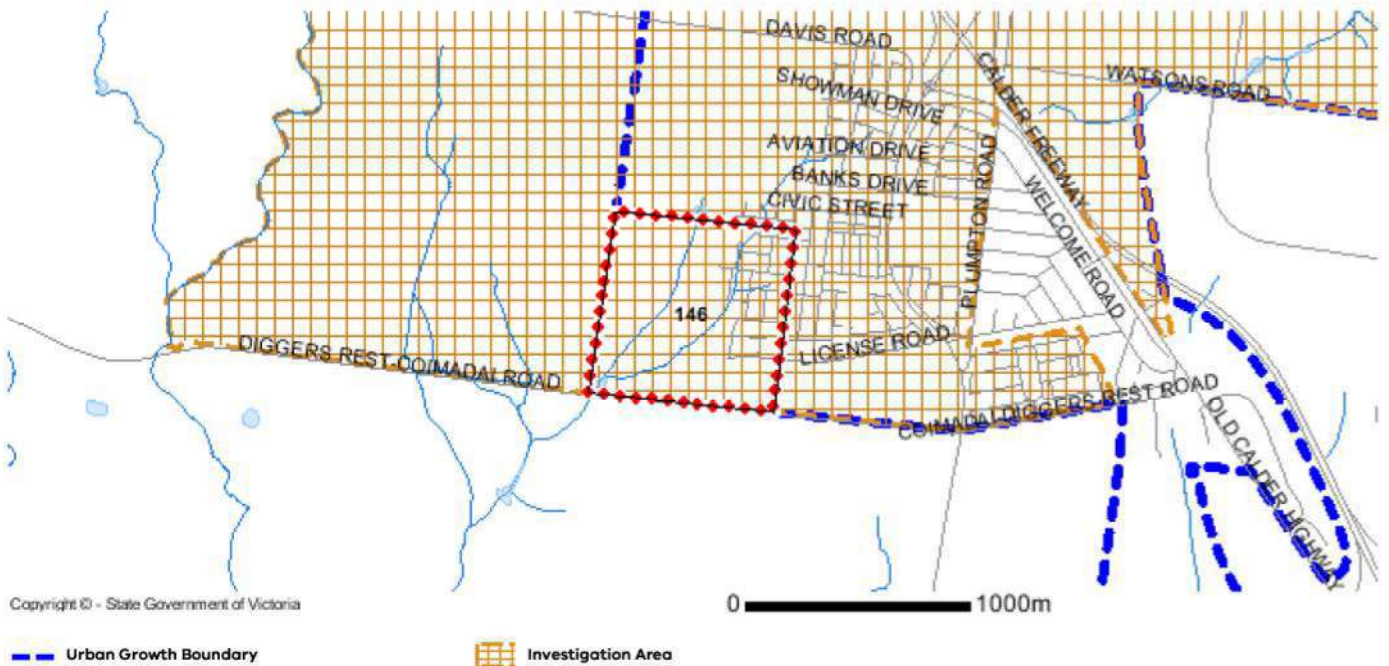 DAVIS ROAD
CALDER FREEWAY
WATSONS ROAD
SHOWMAN DRIVE
AVIATION DRIVE
BANKS DRIVE
CIVIC STREET
PLUMPTON ROAD
WELCOME ROAD
146
LICENSE ROAD
DIGGERS REST-COIMADAI ROAD
COIMADAI-DIGGERS REST ROAD
OLD CALDER HIGHWAY
Copyright © - State Government of Victoria
0 1000m
Urban Growth Boundary
Investigation Area